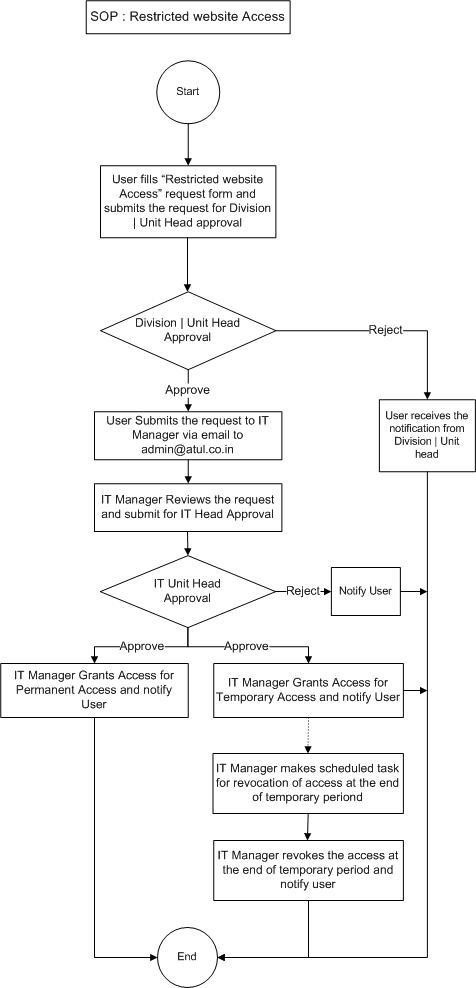 SOP : Restricted website Access
Start
User fills “Restricted website
Access” request form and
submits the request for Division
| Unit Head approval
Division | Unit Head
Approval
Reject
Approve
User Submits the request to IT
Manager via email to
admin@atul.co.in
User receives the
notification from
Division | Unit
head
IT Manager Reviews the request
and submit for IT Head Approval
IT Unit Head
Approval
Reject
Notify User
Approve
Approve
IT Manager Grants Access for
Permanent Access and notify
User
IT Manager Grants Access for
Temporary Access and notify User
IT Manager makes scheduled task
for revocation of access at the end
of temporary periond
IT Manager revokes the access at
the end of temporary period and
notify user
End